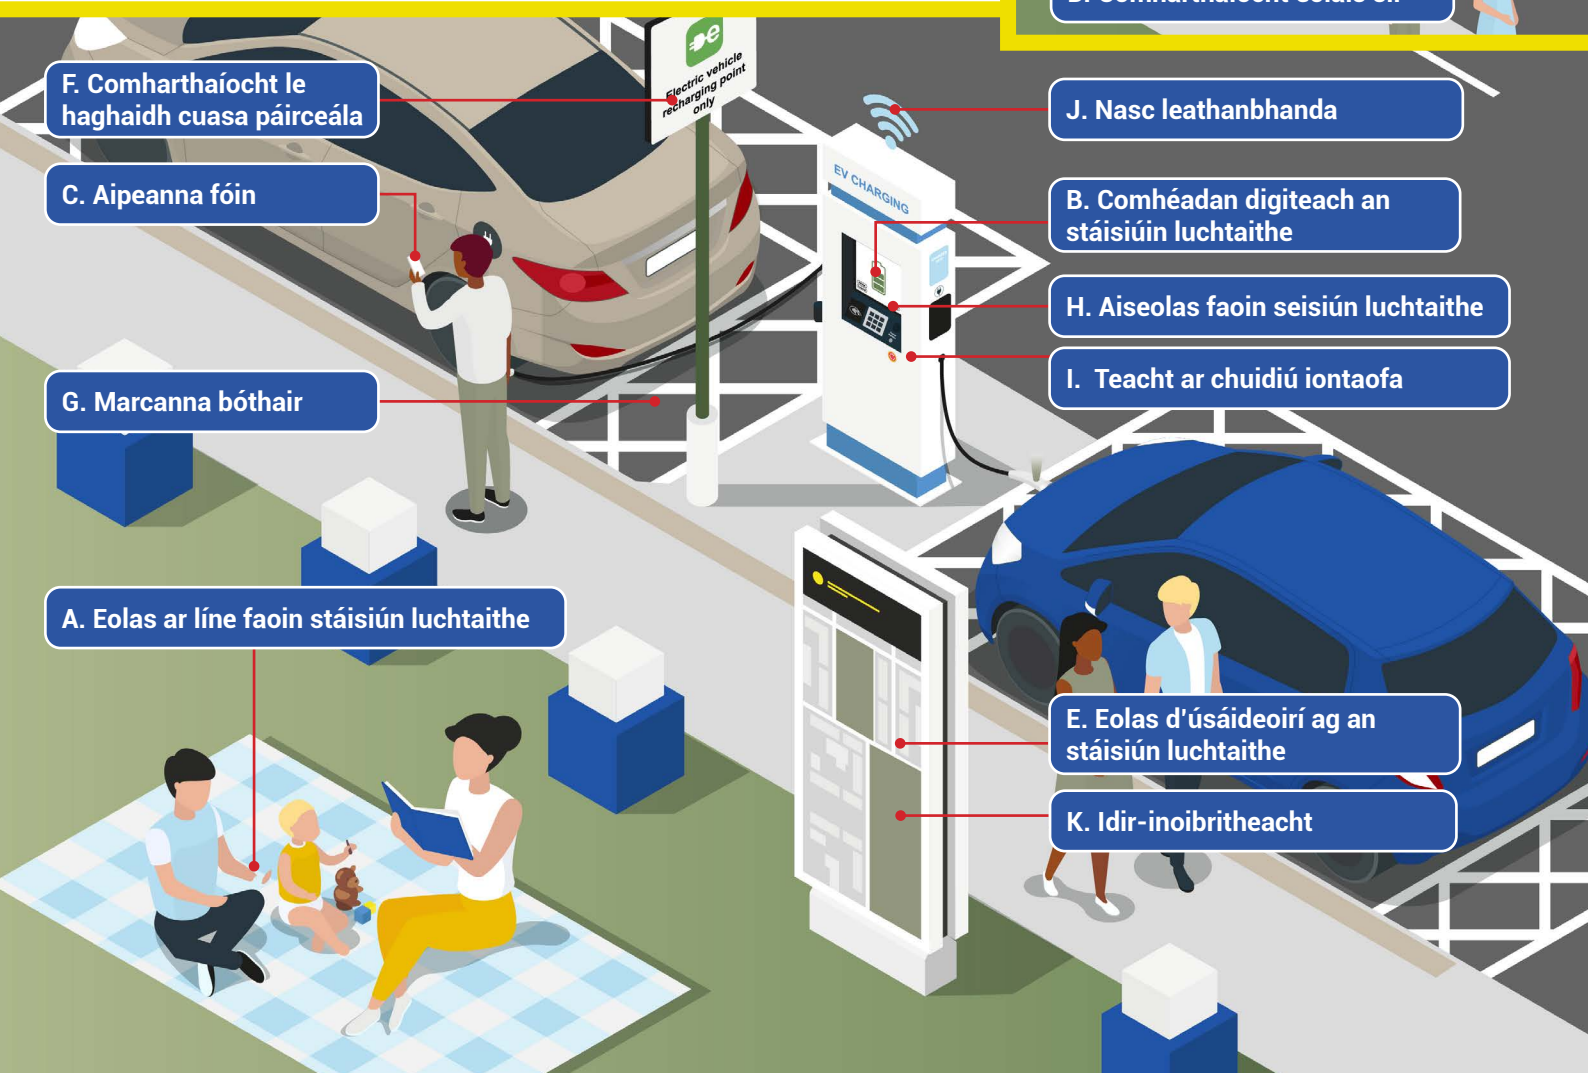 Electric vehicle
recharging point
only
F. Comharthaíocht le
haghaidh cuasa páirceála
J. Nasc leathanbhanda
C. Aipeanna fóin
EV CHARGING
B. Comhéadan digiteach an
stáisiúin luchtaithe
H. Aiseolas faoin seisiún luchtaithe
I. Teacht ar chuidiú iontaofa
G. Marcanna bóthair
A. Eolas ar líne faoin stáisiún luchtaithe
E. Eolas d'úsáideoirí ag an
stáisiún luchtaithe
K. Idir-inoibritheacht